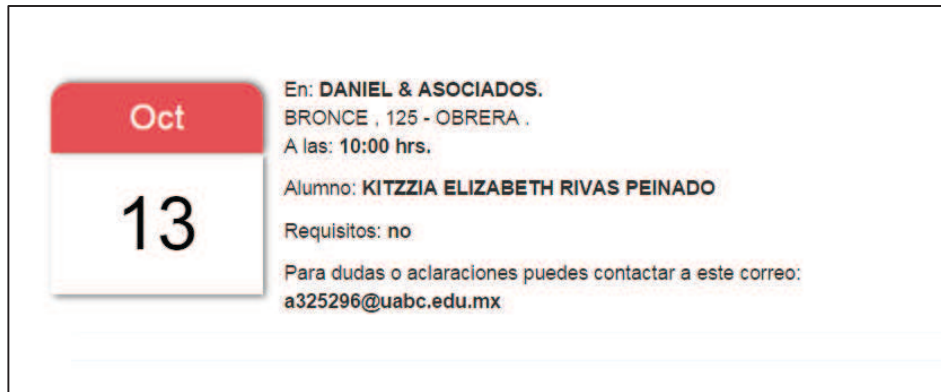 Oct
13
En: DANIEL & ASOCIADOS.
BRONCE , 125 - OBRERA .
A las: 10:00 hrs.
Alumno: KITZZIA ELIZABETH RIVAS PEINADO
Requisitos: no
Para dudas o aclaraciones puedes contactar a este correo:
a325296@uabc.edu.mx